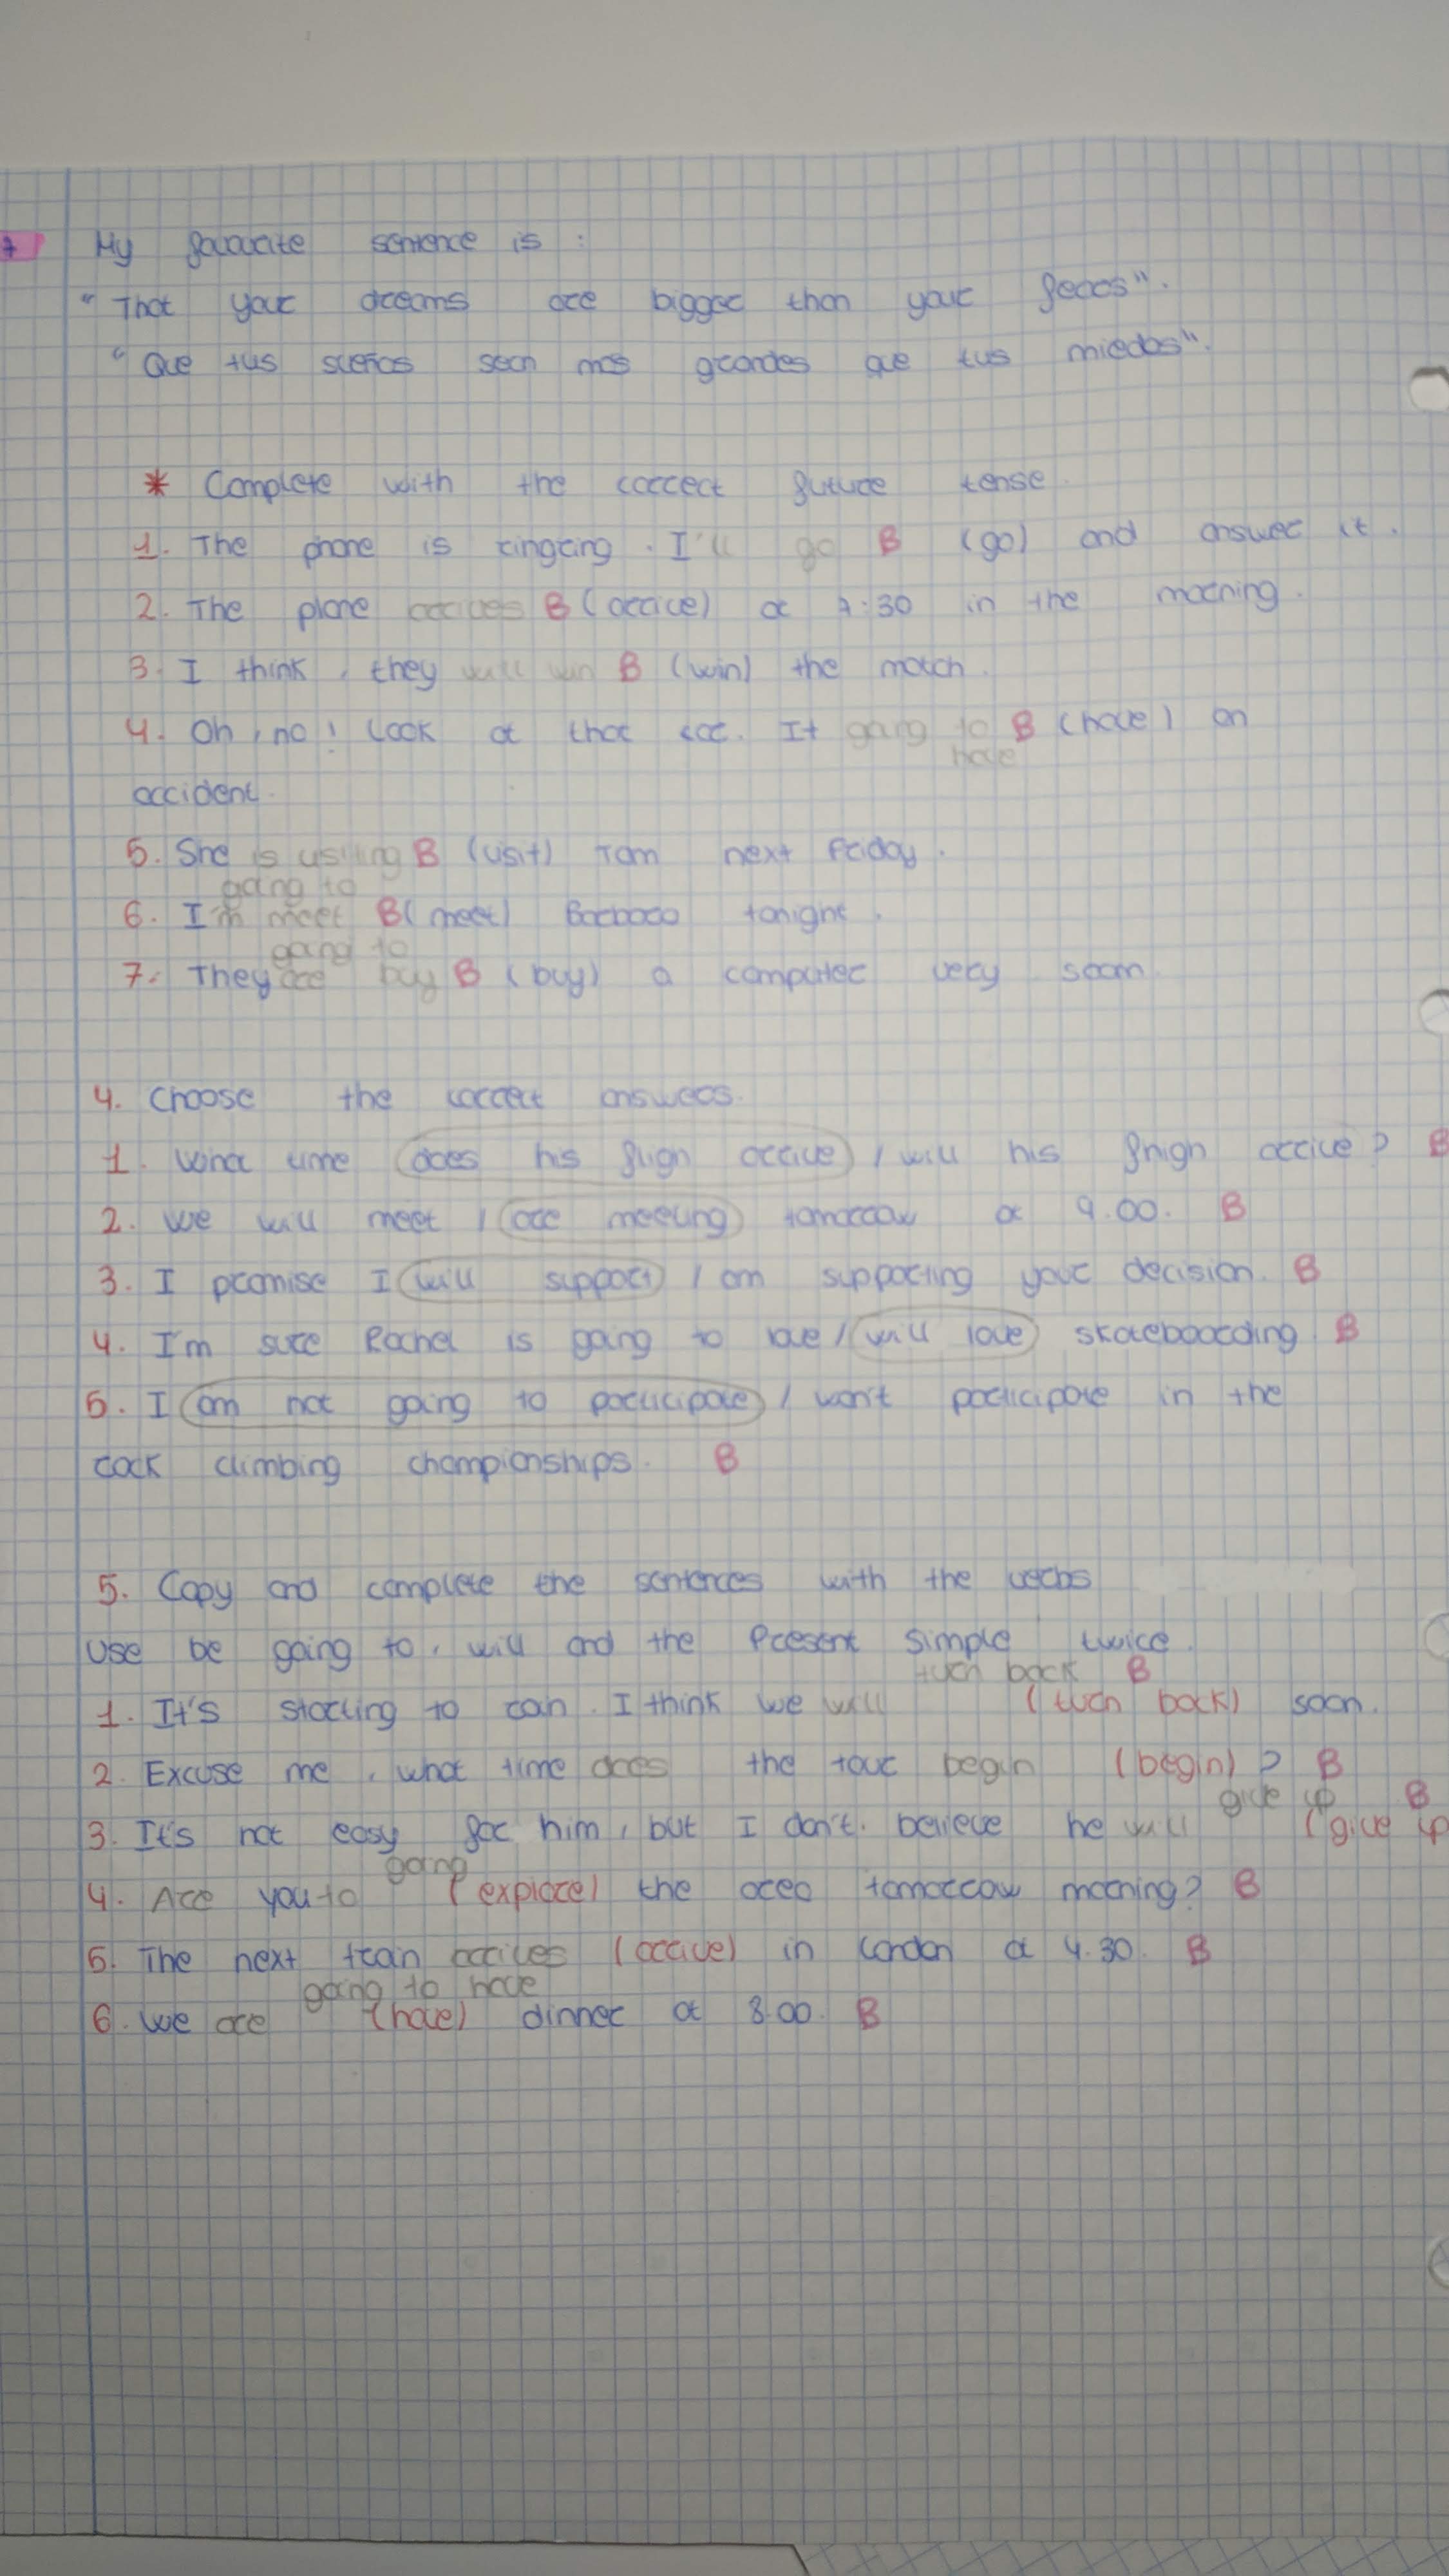 7 My favourite sentence is :
"That your dreams are bigger than your fears".
"Que tus sueños sean mas grandes que tus miedos".
* Complete with the correct future tense.
1. The phone is ringring. I'll go B (go) and answer it.
2. The plane arrives B (arrive) at 7:30 in the morning.
3. I think, they will win B (win) the match.
4. Oh, no! Look at that car. It going to B (have) an
have
accident.
5. She is visiting B (visit) Tom next Friday.
going to
6. I'm meet B (meet) Barbara tonight.
going to
7. They are buy B (buy) a computer very soon.
4. Choose the correct answers.
1. What time does his fligh arrive / will his fhigh arrive? B
2. We will meet / are meeting tomorrow at 9.00. B
3. I promise I will support / am supporting your decision. B
4. I'm sure Rachel is going to love / will love skateboarding B
5. I am not going to participate / won't participate in the
rock climbing championships. B
5. Copy and complete the sentences with the verbs
Use be going to, will and the Present Simple twice.
turn back B
1. It's starting to rain. I think we will (turn back) soon.
2. Excuse me, what time does the tour begin (begin)? B
give up B
3. It's not easy for him, but I don't. believe he will (give up
going
4. Are you to (explore) the area tomorrow morning? B
5. The next train arrives (arrive) in London at 4.30. B
going to have
6. We are (have) dinner at 8.00. B